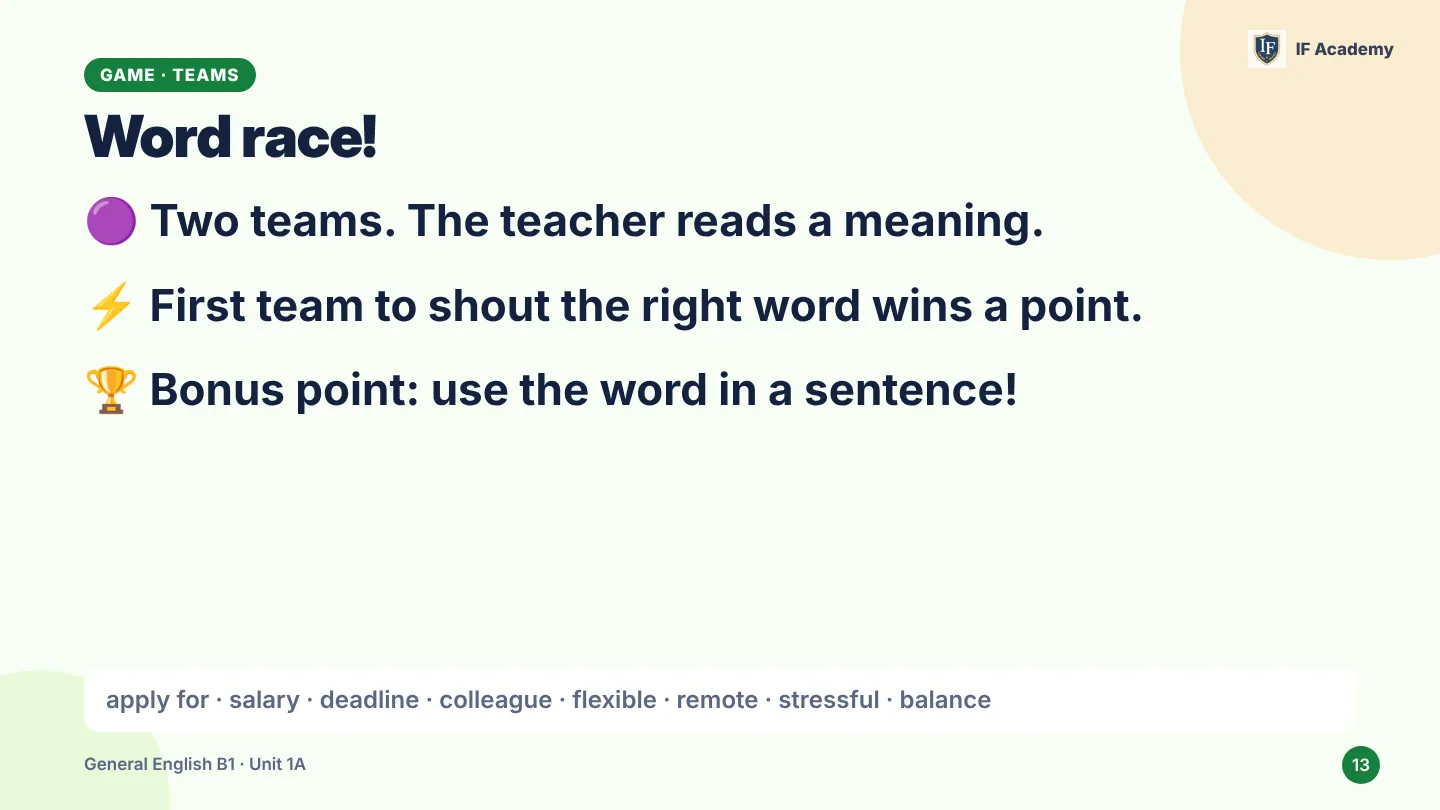 IF Academy
GAME · TEAMS
Word race!
🟣 Two teams. The teacher reads a meaning.
⚡ First team to shout the right word wins a point.
🏆 Bonus point: use the word in a sentence!
apply for · salary · deadline · colleague · flexible · remote · stressful · balance
General English B1 · Unit 1A
13